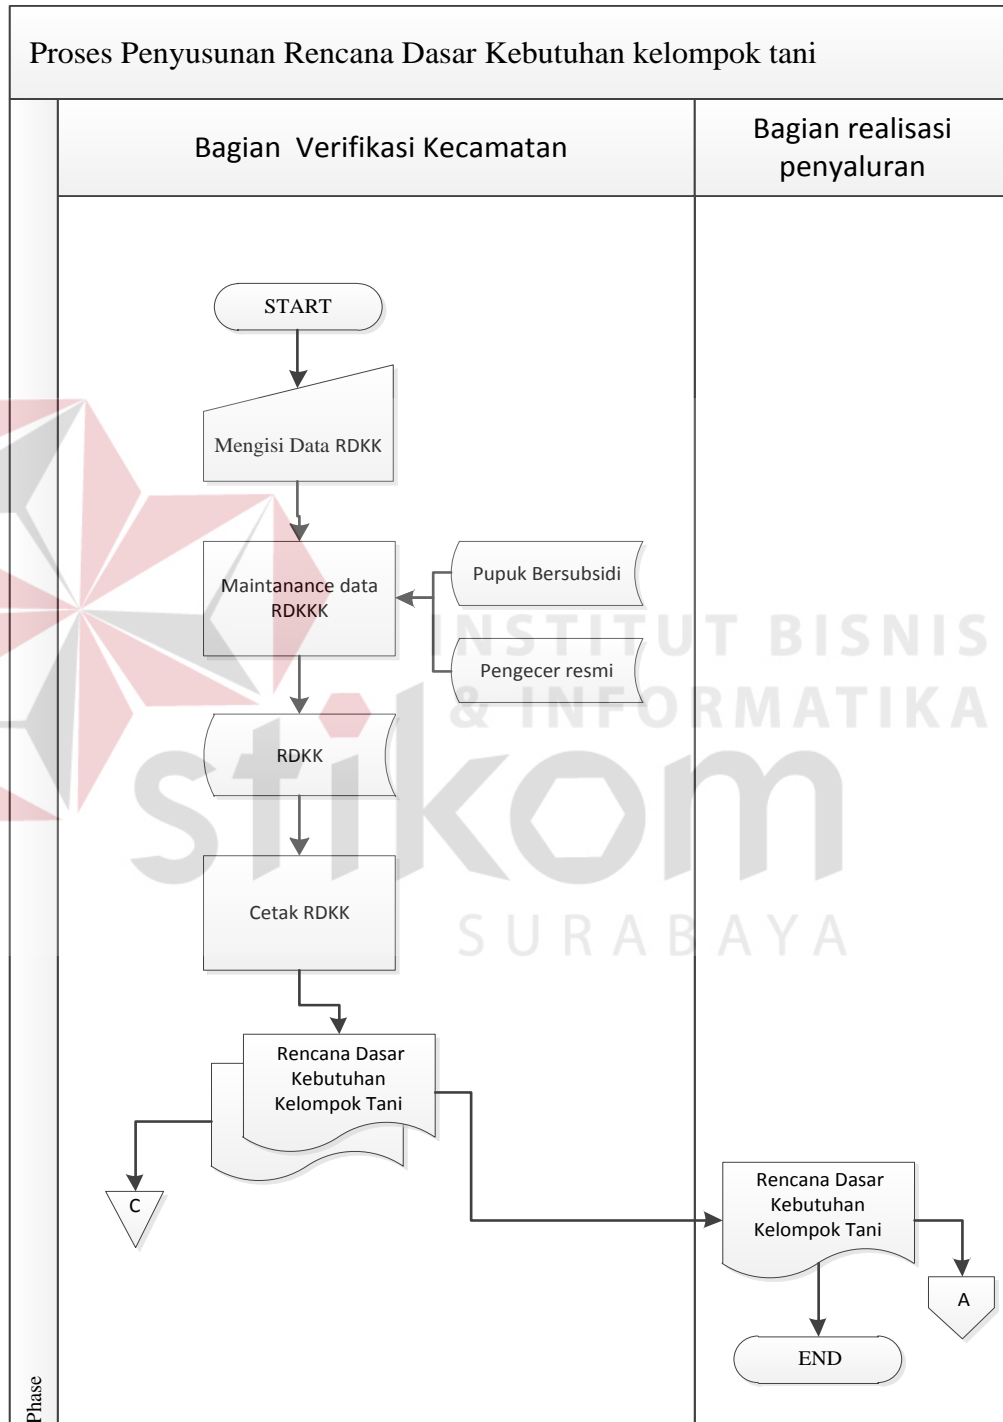 Proses Penyusunan Rencana Dasar Kebutuhan kelompok tani
Bagian Verifikasi Kecamatan
Bagian realisasi
penyaluran
START
Mengisi Data RDKK
Maintanance data
RDKKK
Pupuk Bersubsidi
Pengecer resmi
INSTITUT BISNIS
& INFORMATIKA
RDKK
stikom
Cetak RDKK
SURABAYA
Rencana Dasar
Kebutuhan
Kelompok Tani
C
Rencana Dasar
Kebutuhan
Kelompok Tani
A
END
Phase